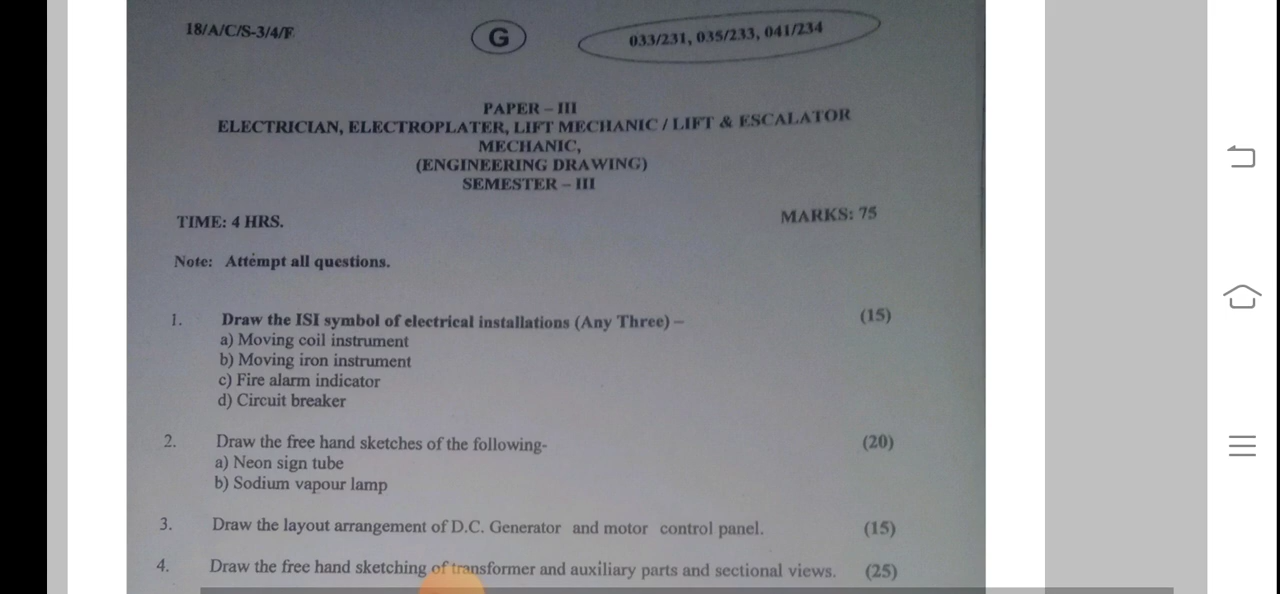 18/A/C/S-3/4/F
G
033/231, 035/233, 041/234
PAPER – III
ELECTRICIAN, ELECTROPLATER, LIFT MECHANIC / LIFT & ESCALATOR
MECHANIC,
(ENGINEERING DRAWING)
SEMESTER – III
TIME: 4 HRS.
MARKS: 75
Note: Attempt all questions.
1. Draw the ISI symbol of electrical installations (Any Three) – (15)
a) Moving coil instrument
b) Moving iron instrument
c) Fire alarm indicator
d) Circuit breaker
2. Draw the free hand sketches of the following- (20)
a) Neon sign tube
b) Sodium vapour lamp
3. Draw the layout arrangement of D.C. Generator and motor control panel. (15)
4. Draw the free hand sketching of transformer and auxiliary parts and sectional views. (25)